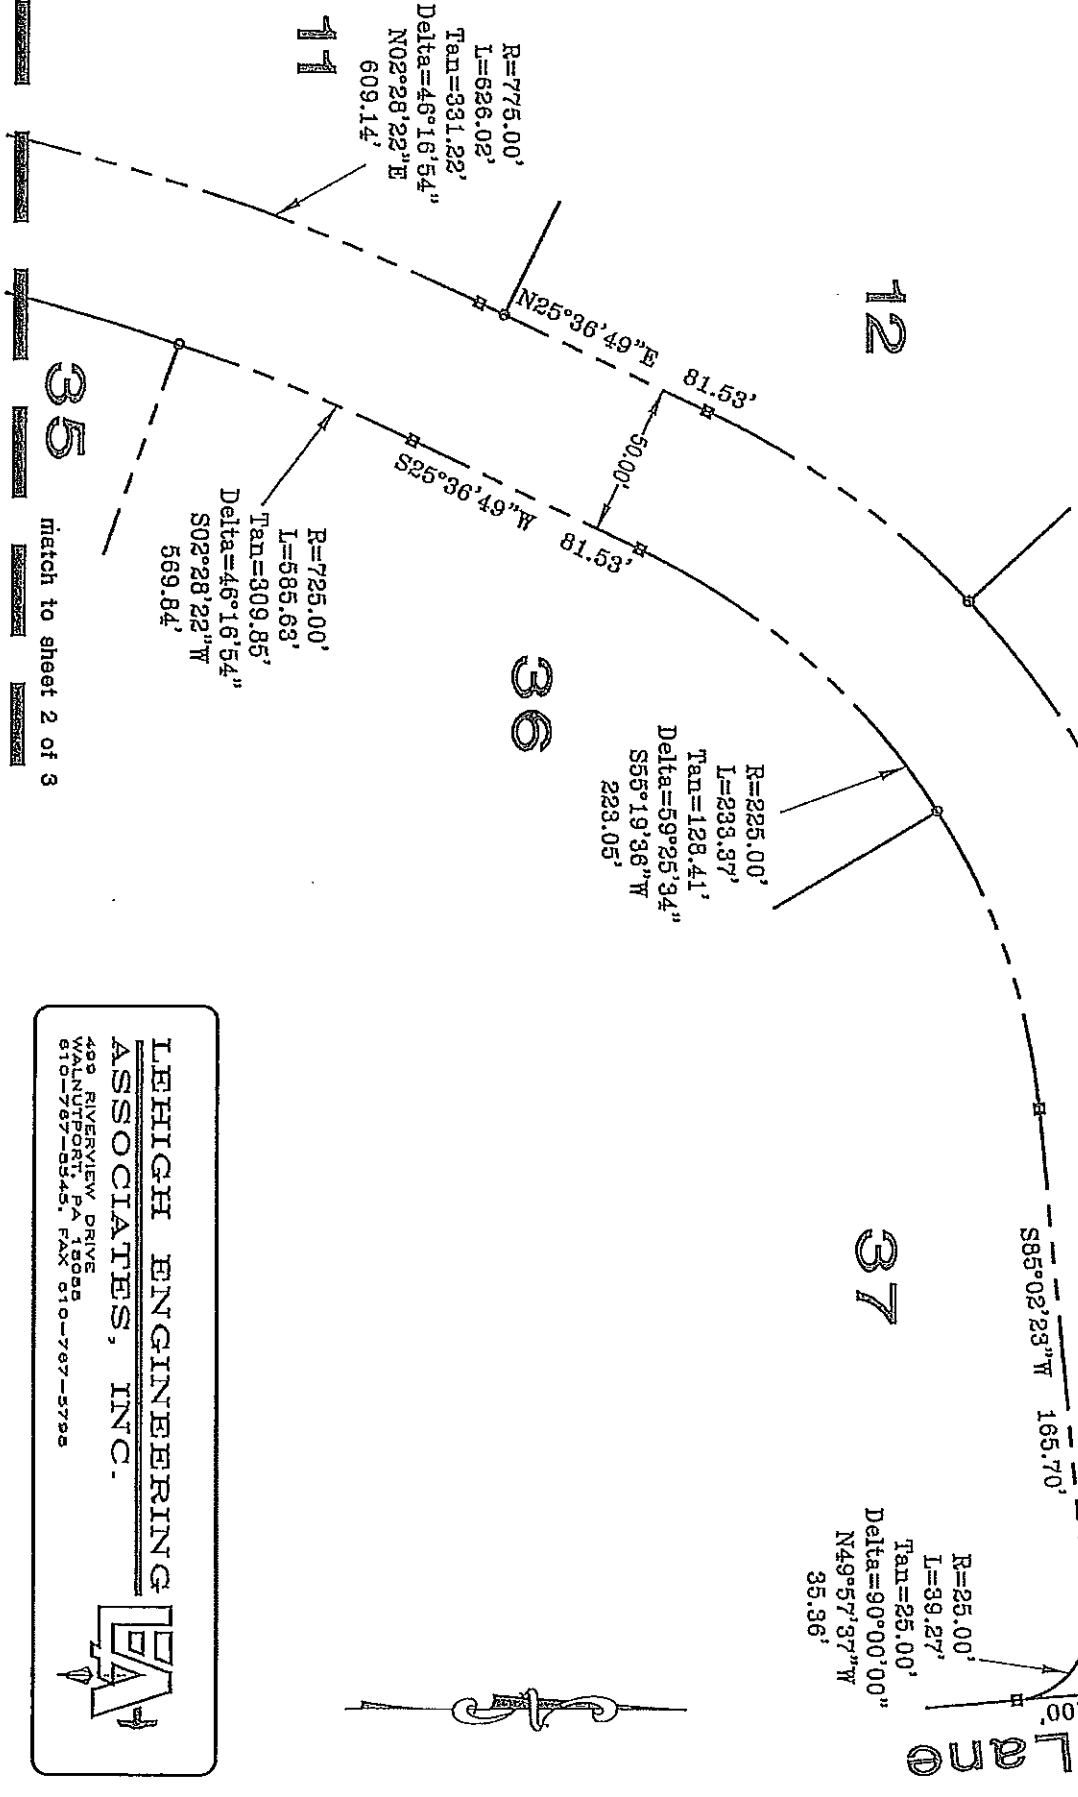 11
R=775.00'
L=626.02'
Tan=331.22'
Delta=46°16'54"
N02°28'22"E
609.14'
12
N25°36'49"E 81.53'
50.00'
S25°36'49"W 81.53'
35
R=725.00'
L=585.63'
Tan=309.85'
Delta=46°16'54"
S02°28'22"W
569.84'
match to sheet 2 of 3
36
R=225.00'
L=233.37'
Tan=128.41'
Delta=59°25'34"
S55°19'36"W
223.05'
37
S85°02'23"W 165.70'
R=25.00'
L=39.27'
Tan=25.00'
Delta=90°00'00"
N49°57'37"W
35.36'
.00'
Lane
LEHIGH ENGINEERING
ASSOCIATES, INC.
499 RIVERVIEW DRIVE
WALNUTPORT, PA 18088
610-767-8545, FAX 610-767-5798
LEA